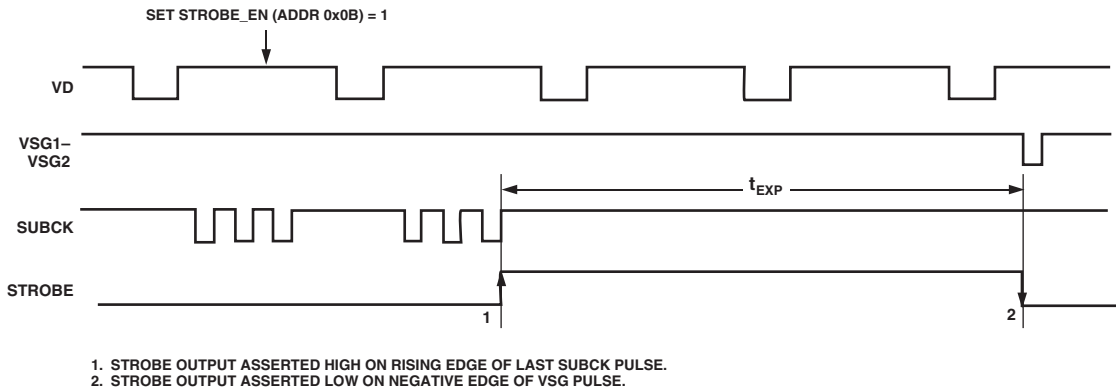 SET STROBE_EN (ADDR 0x0B) = 1
VD
VSG1–
VSG2
tEXP
SUBCK
STROBE
1
2
1. STROBE OUTPUT ASSERTED HIGH ON RISING EDGE OF LAST SUBCK PULSE.
2. STROBE OUTPUT ASSERTED LOW ON NEGATIVE EDGE OF VSG PULSE.